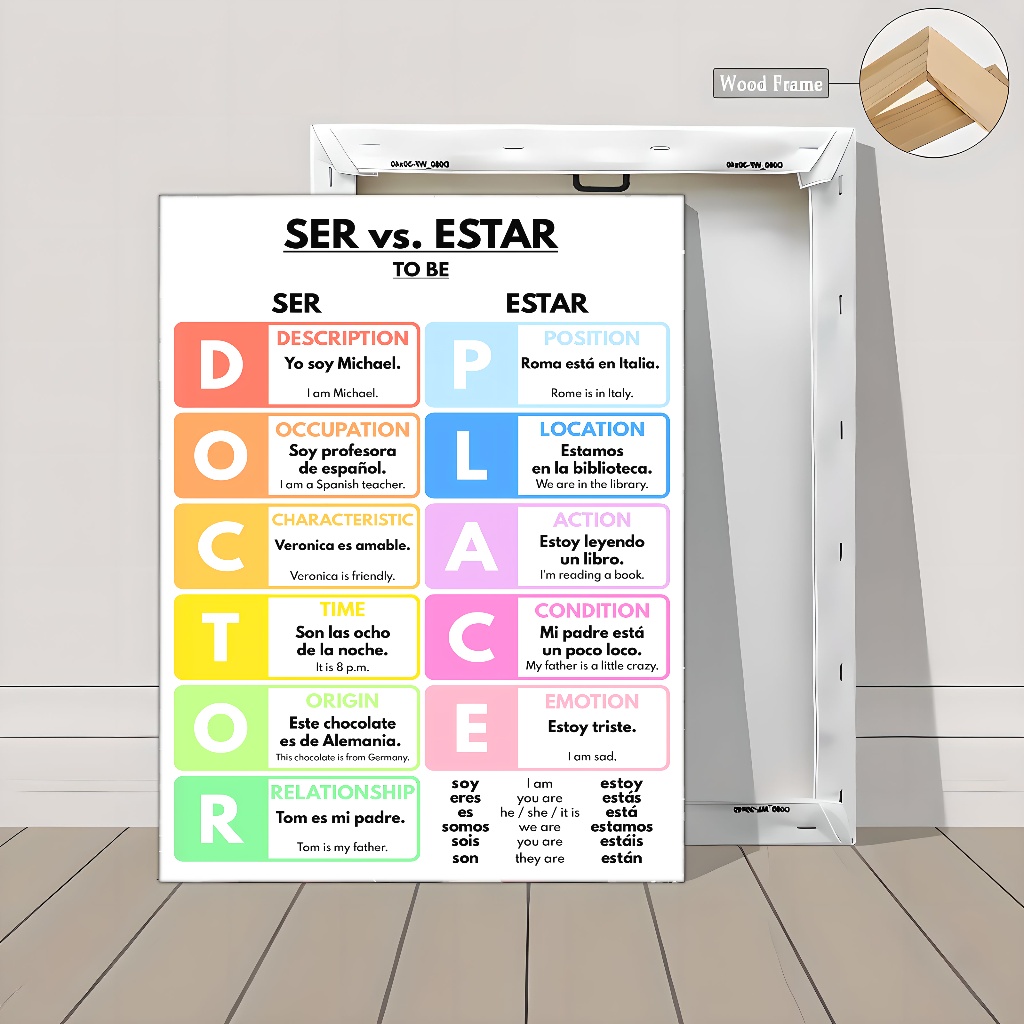 Wood Frame
SER vs. ESTAR
TO BE
SER
ESTAR
D
DESCRIPTION
Yo soy Michael.
I am Michael.
P
POSITION
Roma está en Italia.
Rome is in Italy.
O
OCCUPATION
Soy profesora
de español.
I am a Spanish teacher.
L
LOCATION
Estamos
en la biblioteca.
We are in the library.
C
CHARACTERISTIC
Veronica es amable.
Veronica is friendly.
A
ACTION
Estoy leyendo
un libro.
I'm reading a book.
T
TIME
Son las ocho
de la noche.
It is 8 p.m.
C
CONDITION
Mi padre está
un poco loco.
My father is a little crazy.
O
ORIGIN
Este chocolate
es de Alemania.
This chocolate is from Germany.
E
EMOTION
Estoy triste.
I am sad.
R
RELATIONSHIP
Tom es mi padre.
Tom is my father.
soy I am estoy
eres you are estás
es he / she / it is está
somos we are estamos
sois you are estáis
son they are están